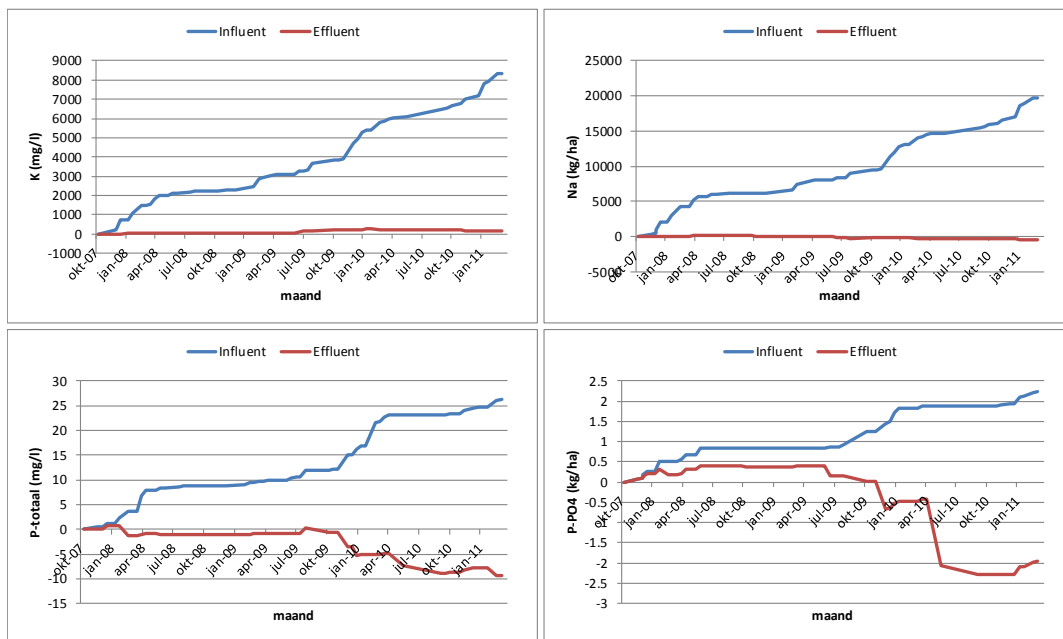 Influent Effluent
9000
8000
7000
6000
5000
4000
3000
2000
1000
0
-1000
K (mg/l)
okt-07 jan-08 apr-08 jul-08 okt-08 jan-09 apr-09 jul-09 okt-09 jan-10 apr-10 jul-10 okt-10 jan-11
maand
Influent Effluent
25000
20000
15000
10000
5000
0
-5000
Na (kg/ha)
okt-07 jan-08 apr-08 jul-08 okt-08 jan-09 apr-09 jul-09 okt-09 jan-10 apr-10 jul-10 okt-10 jan-11
maand
Influent Effluent
30
25
20
15
10
5
0
-5
-10
-15
P-totaal (mg/l)
okt-07 jan-08 apr-08 jul-08 okt-08 jan-09 apr-09 jul-09 okt-09 jan-10 apr-10 jul-10 okt-10 jan-11
maand
Influent Effluent
2.5
2
1.5
1
0.5
0
-0.5
-1
-1.5
-2
-2.5
-3
P-PO4 (kg/ha)
okt-07 jan-08 apr-08 jul-08 okt-08 jan-09 apr-09 jul-09 okt-09 jan-10 apr-10 jul-10 okt-10 jan-11
maand